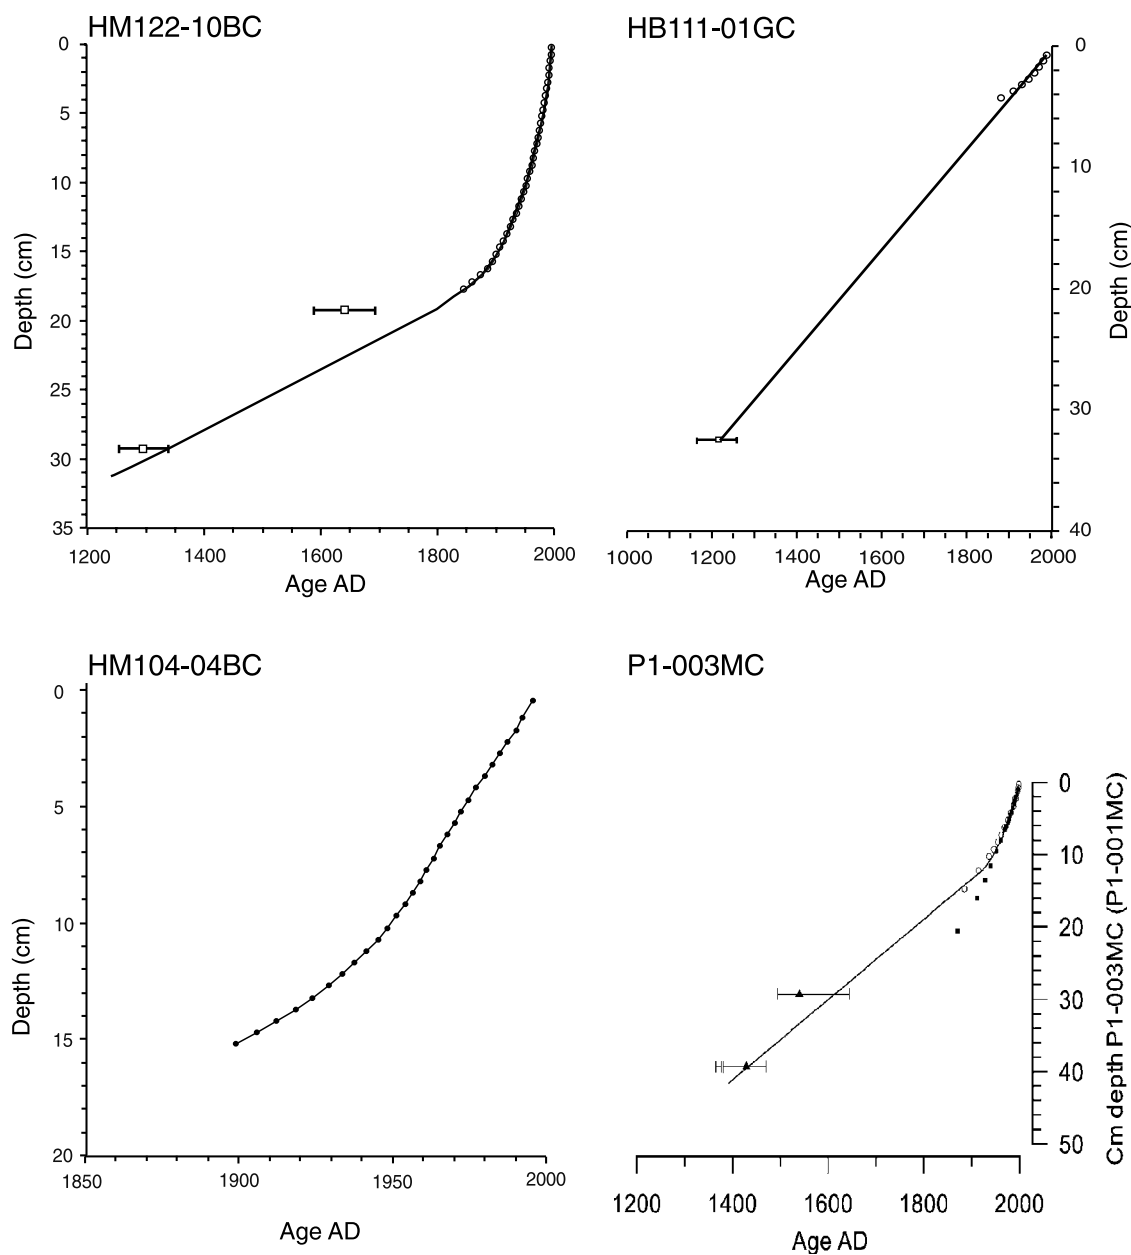 HM122-10BC
0
5
10
15
20
25
30
35
Depth (cm)
1200 1400 1600 1800 2000
Age AD
HB111-01GC
0
10
20
30
40
Depth (cm)
1000 1200 1400 1600 1800 2000
Age AD
HM104-04BC
0
5
10
15
20
Depth (cm)
1850 1900 1950 2000
Age AD
P1-003MC
0
10
20
30
40
50
Cm depth P1-003MC (P1-001MC)
1200 1400 1600 1800 2000
Age AD